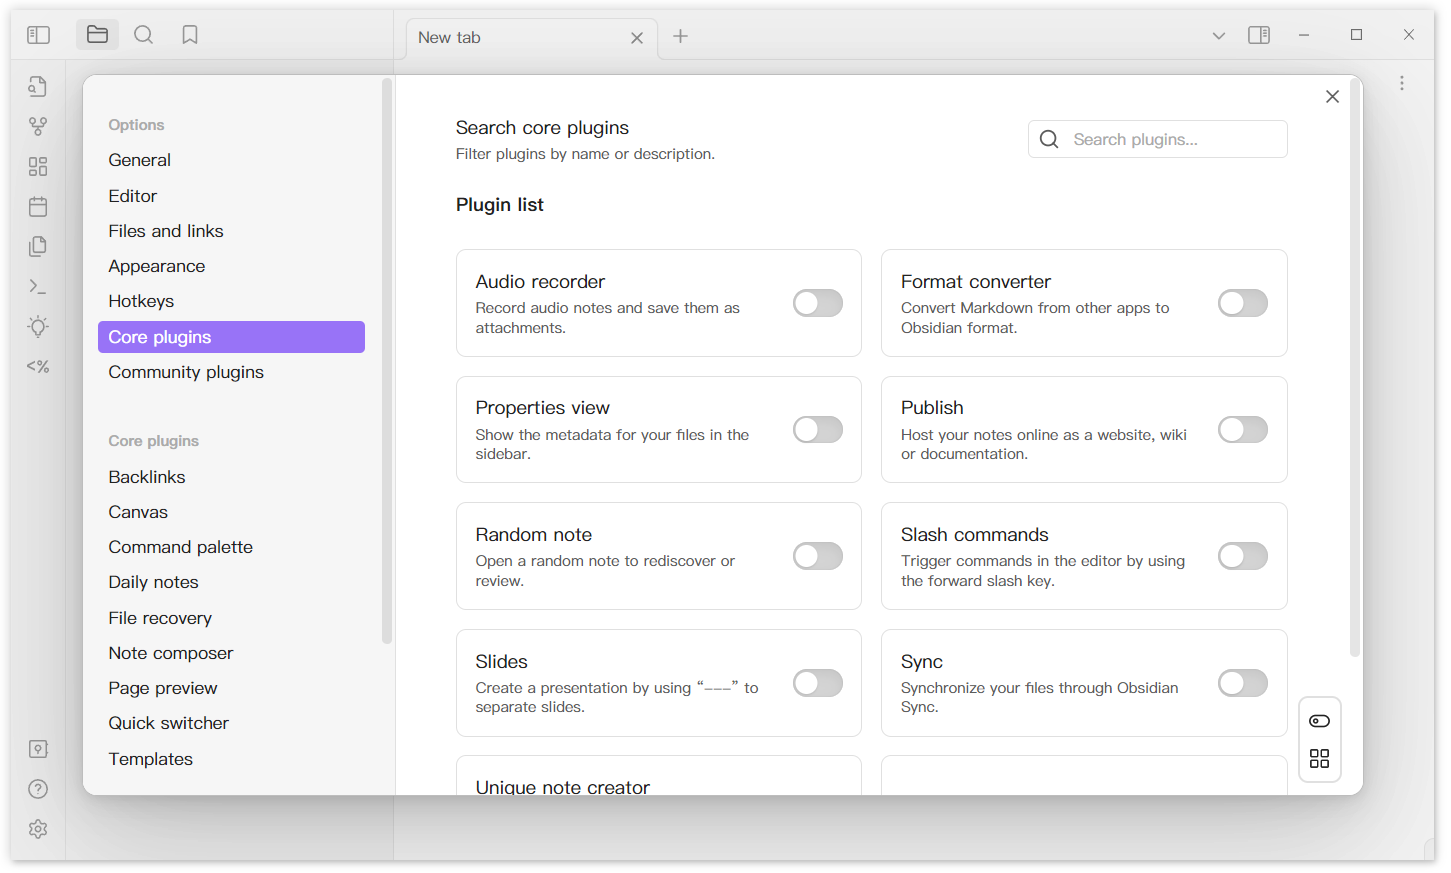 New tab
Options
General
Editor
Files and links
Appearance
Hotkeys
Core plugins
Community plugins
Core plugins
Backlinks
Canvas
Command palette
Daily notes
File recovery
Note composer
Page preview
Quick switcher
Templates
Search core plugins
Filter plugins by name or description.
Search plugins...
Plugin list
Audio recorder
Record audio notes and save them as
attachments.
Format converter
Convert Markdown from other apps to
Obsidian format.
Properties view
Show the metadata for your files in the
sidebar.
Publish
Host your notes online as a website, wiki
or documentation.
Random note
Open a random note to rediscover or
review.
Slash commands
Trigger commands in the editor by using
the forward slash key.
Slides
Create a presentation by using “---” to
separate slides.
Sync
Synchronize your files through Obsidian
Sync.
Unique note creator